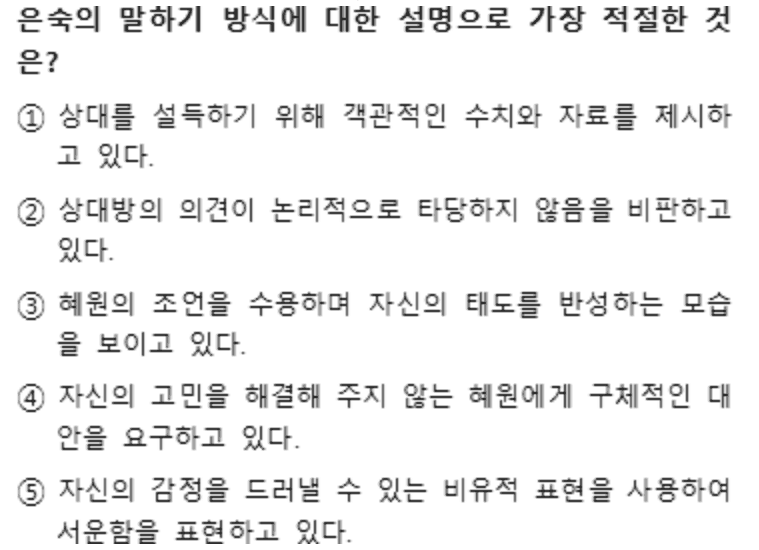 은숙의 말하기 방식에 대한 설명으로 가장 적절한 것
은?
① 상대를 설득하기 위해 객관적인 수치와 자료를 제시하
고 있다.
② 상대방의 의견이 논리적으로 타당하지 않음을 비판하고
있다.
③ 혜원의 조언을 수용하며 자신의 태도를 반성하는 모습
을 보이고 있다.
④ 자신의 고민을 해결해 주지 않는 혜원에게 구체적인 대
안을 요구하고 있다.
⑤ 자신의 감정을 드러낼 수 있는 비유적 표현을 사용하여
서운함을 표현하고 있다.